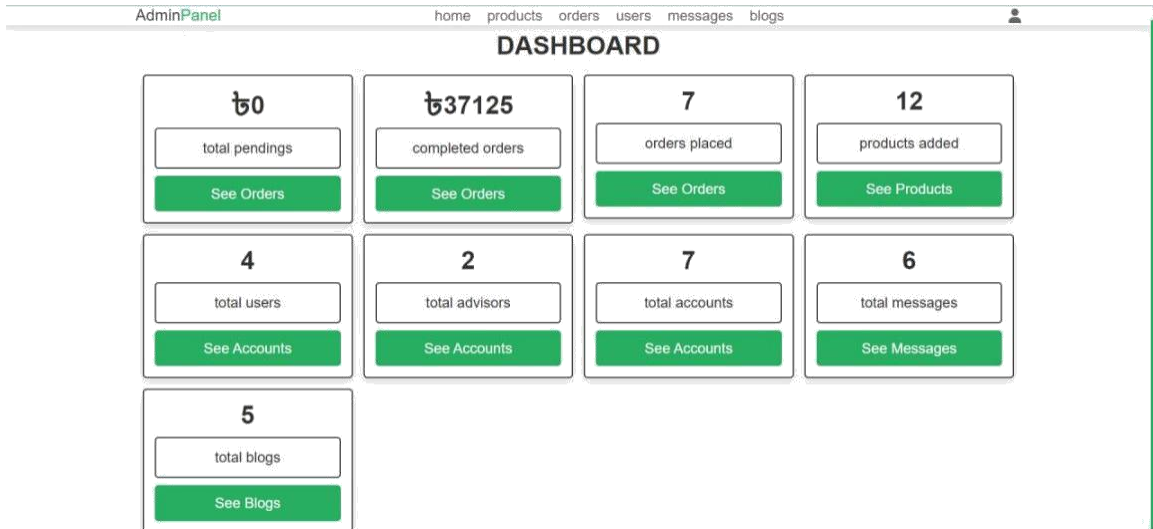 AdminPanel home products orders users messages blogs
DASHBOARD
৳0
total pendings
See Orders
৳37125
completed orders
See Orders
7
orders placed
See Orders
12
products added
See Products
4
total users
See Accounts
2
total advisors
See Accounts
7
total accounts
See Accounts
6
total messages
See Messages
5
total blogs
See Blogs